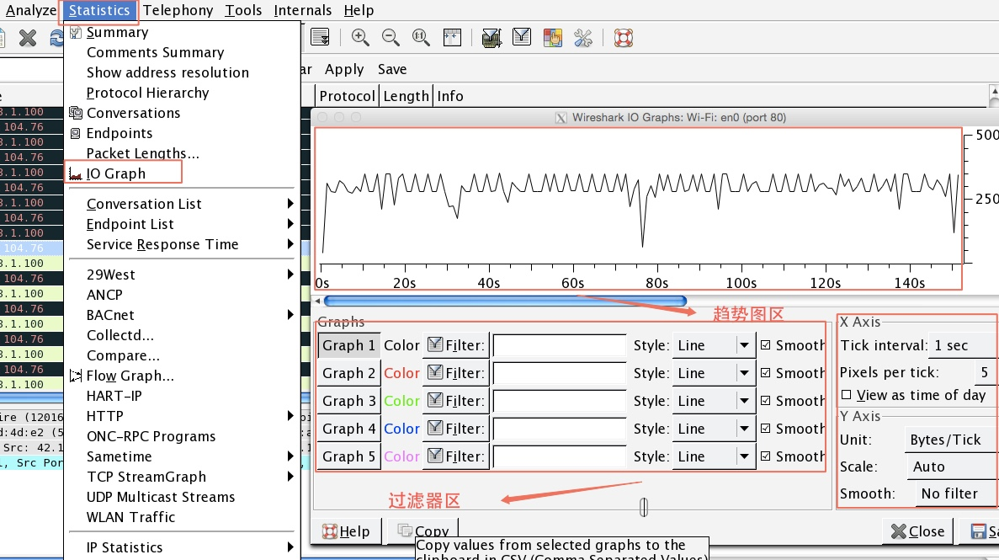 Analyze Statistics Telephony Tools Internals Help
Summary
Comments Summary
Show address resolution
Protocol Hierarchy
Conversations
Endpoints
Packet Lengths...
IO Graph
Conversation List
Endpoint List
Service Response Time
29West
ANCP
BACnet
Collectd...
Compare...
Flow Graph...
HART-IP
HTTP
ONC-RPC Programs
Sametime
TCP StreamGraph
UDP Multicast Streams
WLAN Traffic
IP Statistics
ar Apply Save
Protocol Length Info
3.1.100
104.76
3.1.100
104.76
3.1.100
104.76
3.1.100
104.76
3.1.100
104.76
3.1.100
104.76
3.1.100
104.76
3.1.100
104.76
3.1.100
104.76
3.1.100
ire (12016
d:4d:e2 (5
Src: 42.1
l, Src Por
Wireshark IO Graphs: Wi-Fi: en0 (port 80)
500
250
0s 20s 40s 60s 80s 100s 120s 140s
趋势图区
Graphs
Graph 1 Color Filter: Style: Line Smooth
Graph 2 Color Filter: Style: Line Smooth
Graph 3 Color Filter: Style: Line Smooth
Graph 4 Color Filter: Style: Line Smooth
Graph 5 Color Filter: Style: Line Smooth
X Axis
Tick interval: 1 sec
Pixels per tick: 5
View as time of day
Y Axis
Unit: Bytes/Tick
Scale: Auto
Smooth: No filter
过滤器区
Help Copy Close Sa
Copy values from selected graphs to the
clipboard in CSV (Comma Separated Values)